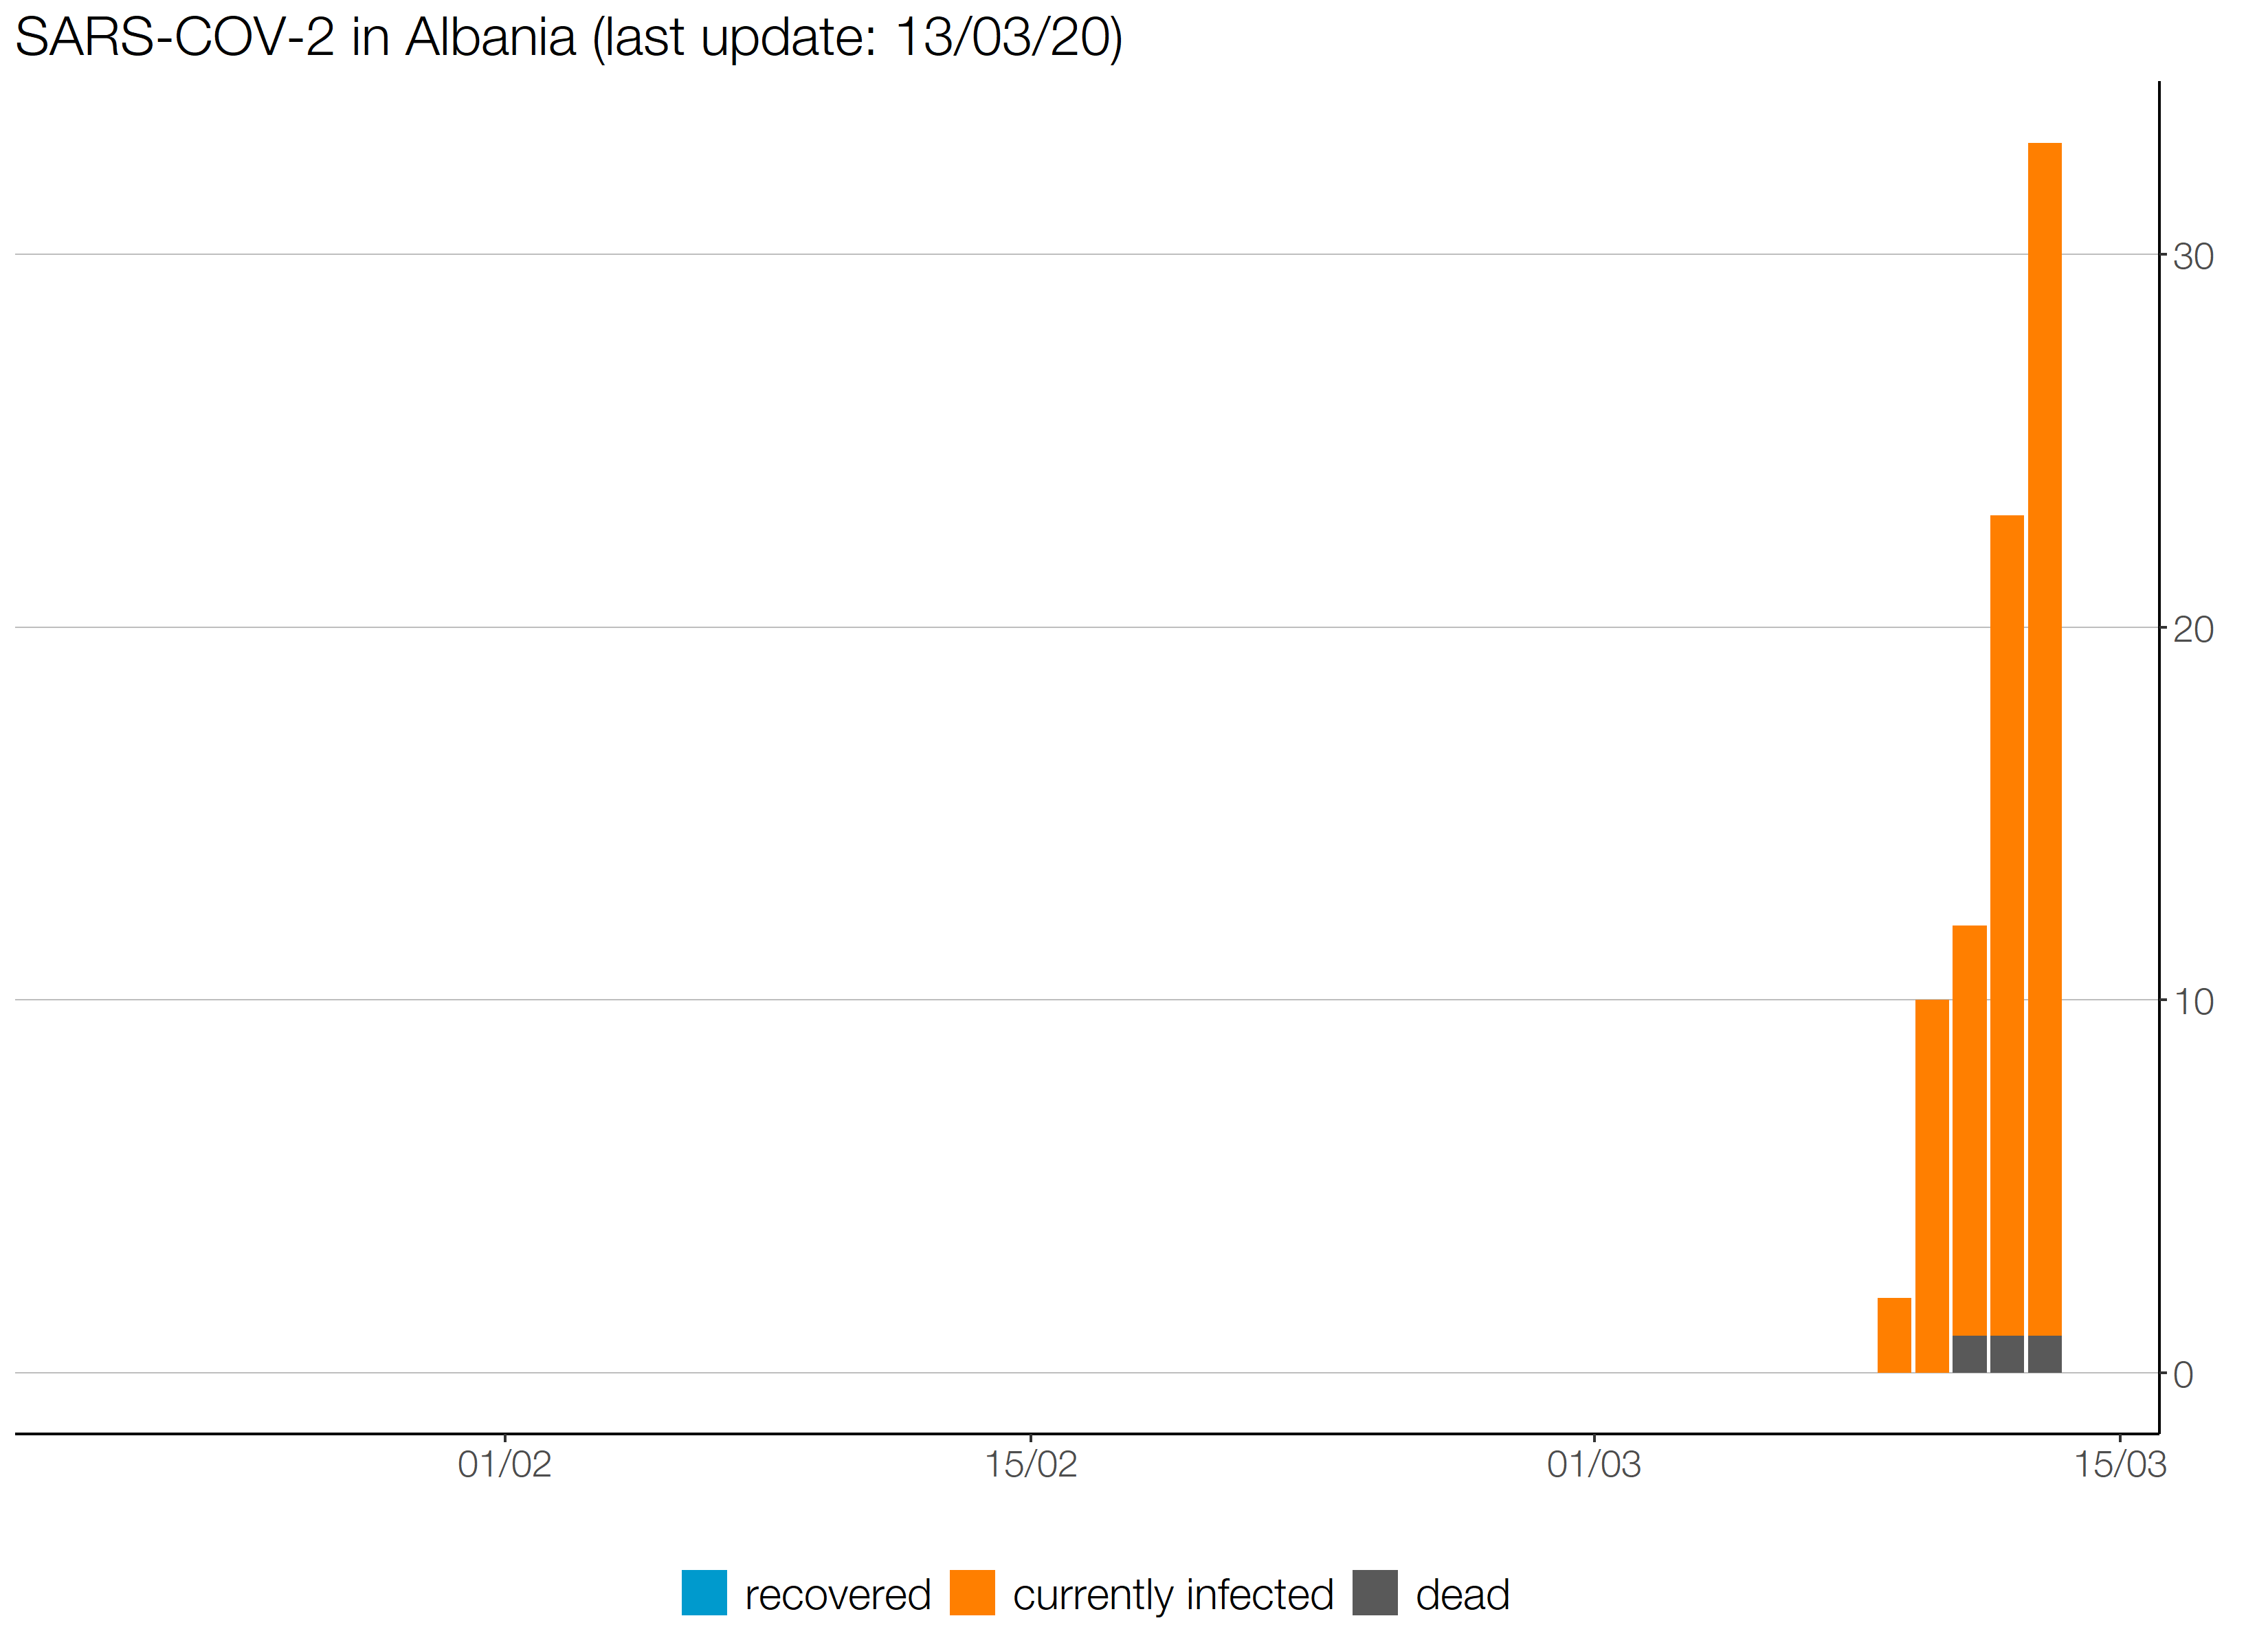 SARS-COV-2 in Albania (last update: 13/03/20)
30
20
10
0
01/02 15/02 01/03 15/03
recovered currently infected dead